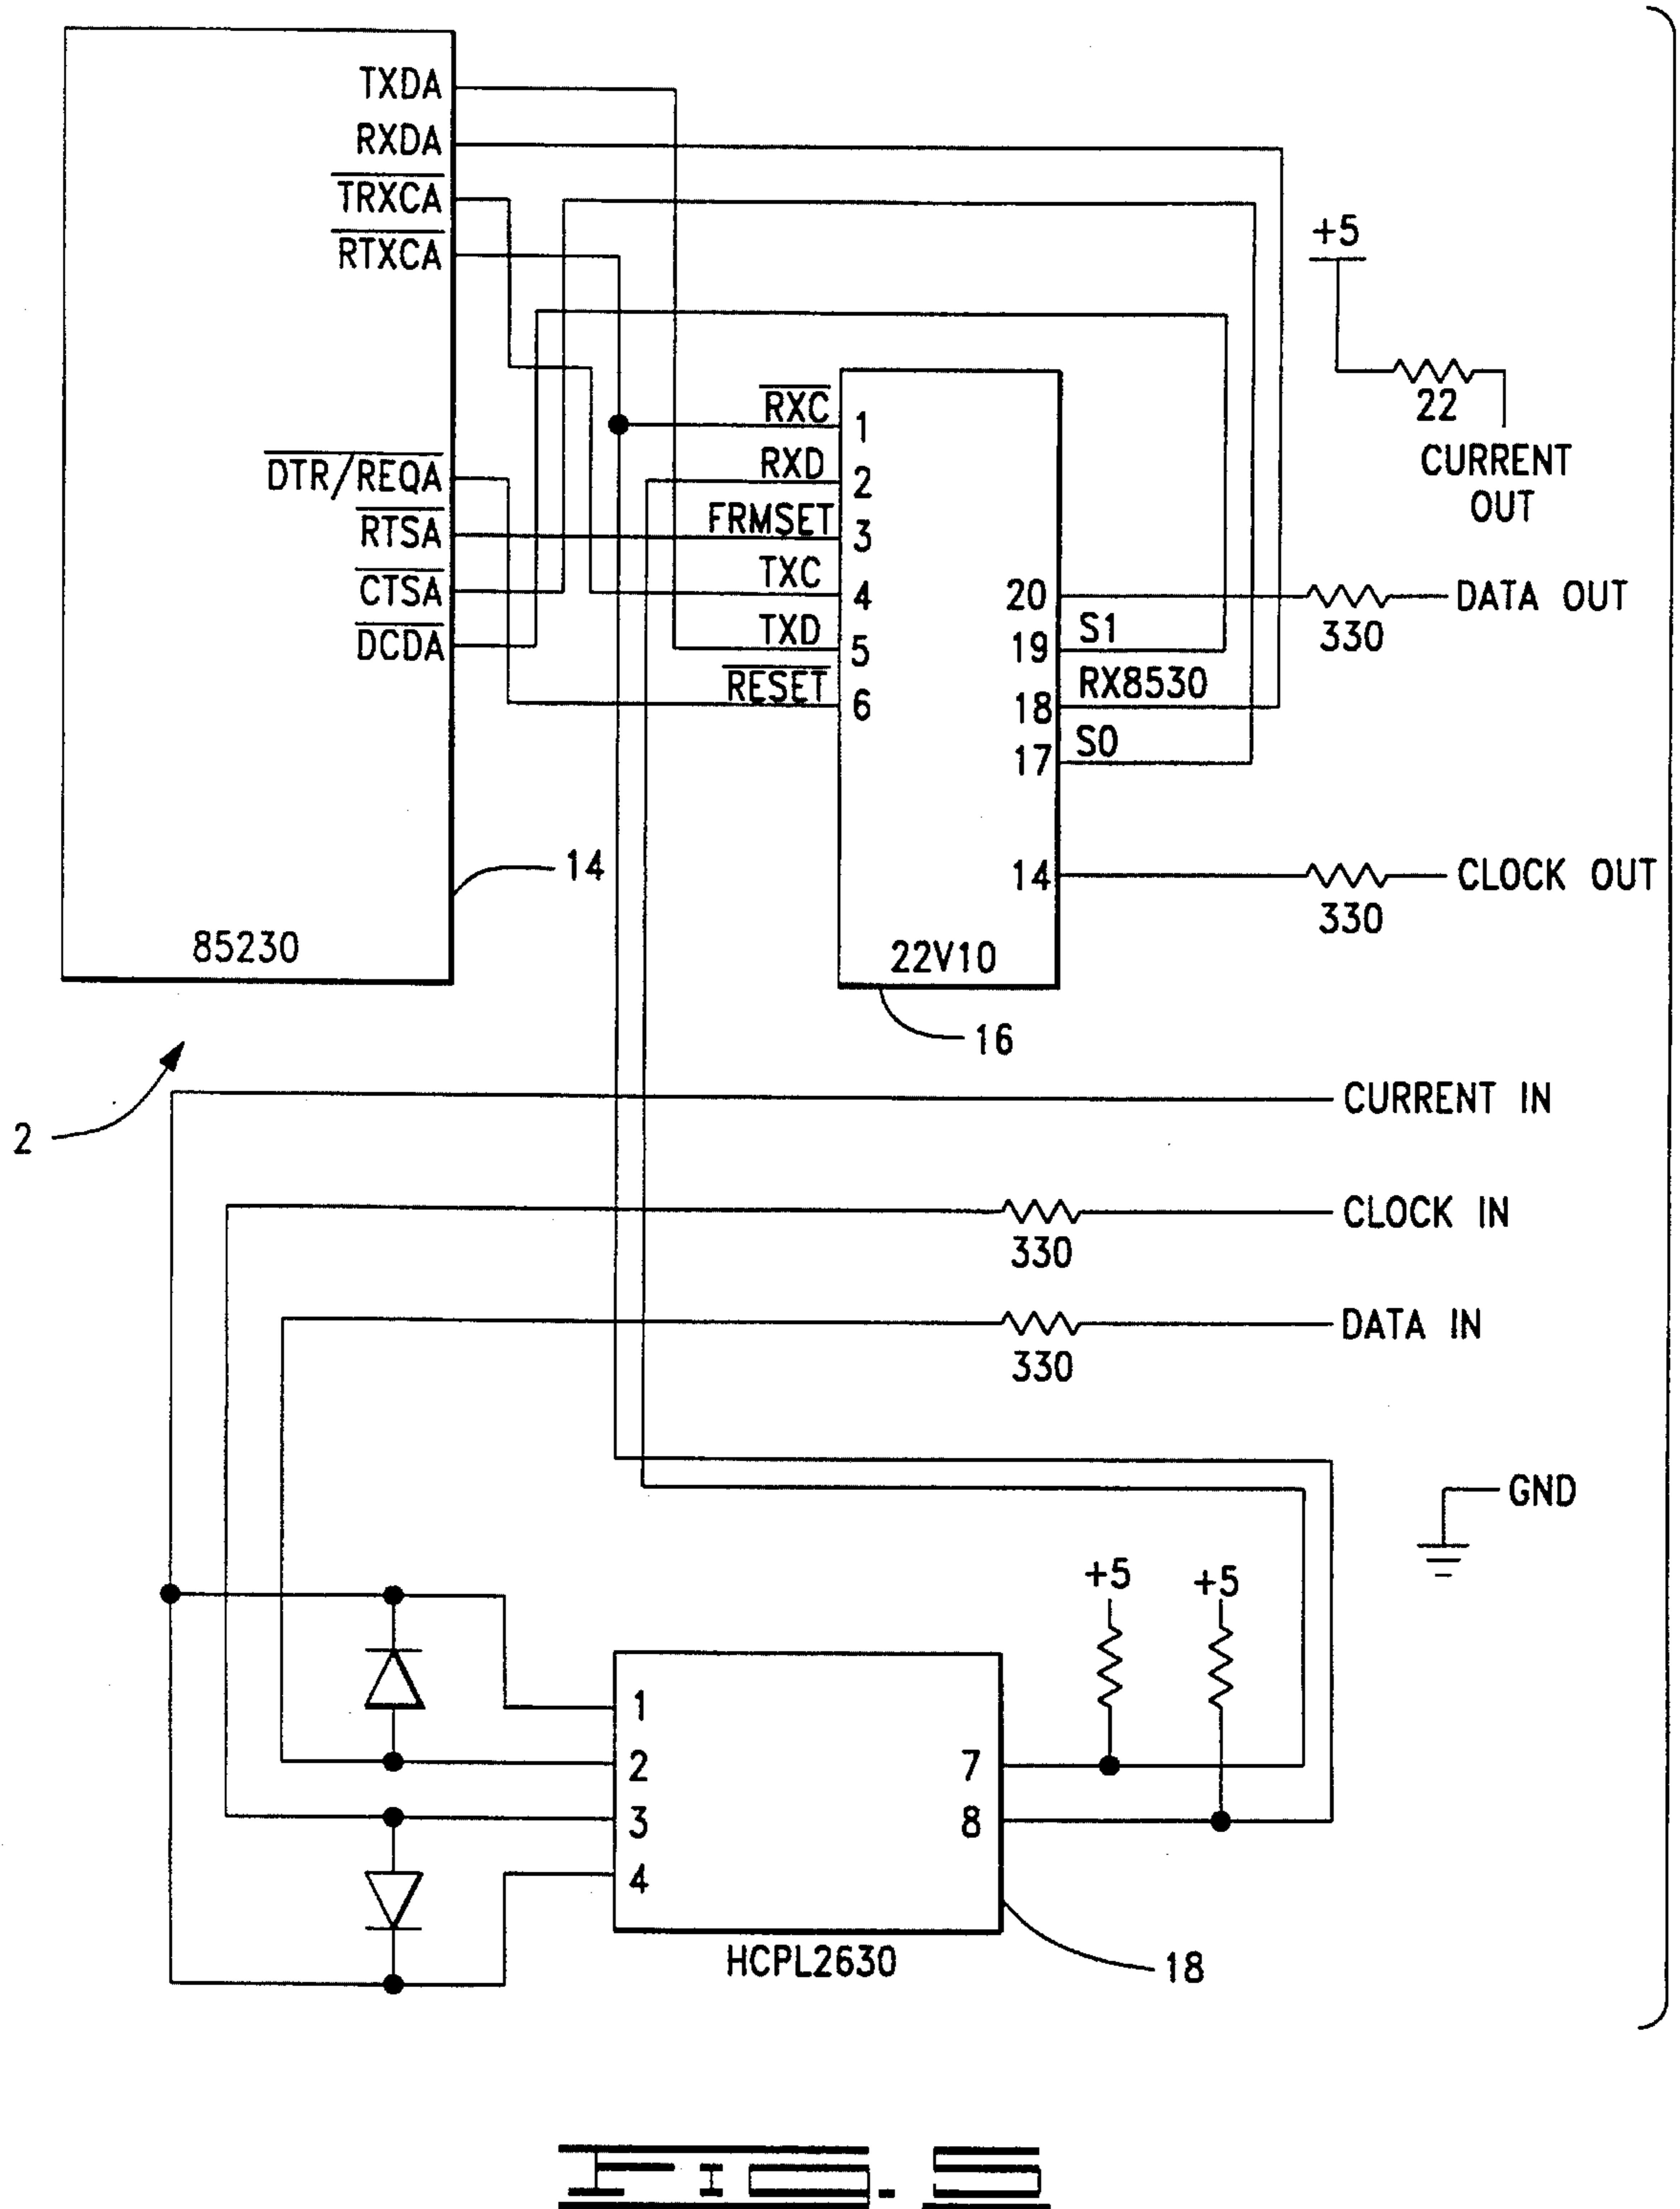 TXDA
RXDA
TRXCA
RTXCA
DTR/REQA
RTSA
CTSA
DCDA
85230
14
2
RXC
RXD
FRMSET
TXC
TXD
RESET
1
2
3
4
5
6
20
19
18
17
14
S1
RX8530
S0
22V10
16
+5
22
CURRENT
OUT
330
DATA OUT
330
CLOCK OUT
CURRENT IN
330
CLOCK IN
330
DATA IN
GND
+5
+5
1
2
3
4
7
8
HCPL2630
18
FIG. 5